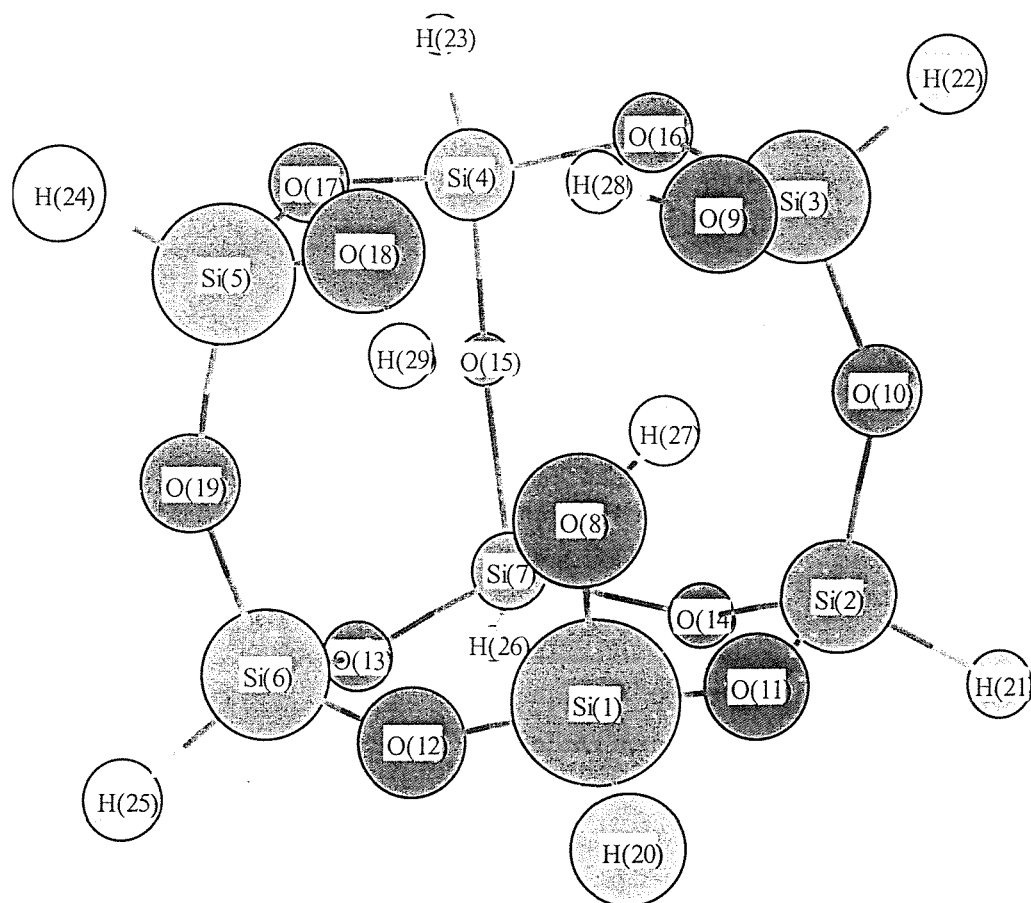 H(23)
H(22)
O(16)
H(28)
Si(4)
O(17)
H(24)
Si(3)
O(9)
O(18)
Si(5)
H(29)
O(15)
O(10)
H(27)
O(19)
O(8)
Si(7)
Si(2)
O(14)
H(26)
O(13)
Si(6)
O(11)
H(21)
Si(1)
O(12)
H(25)
H(20)